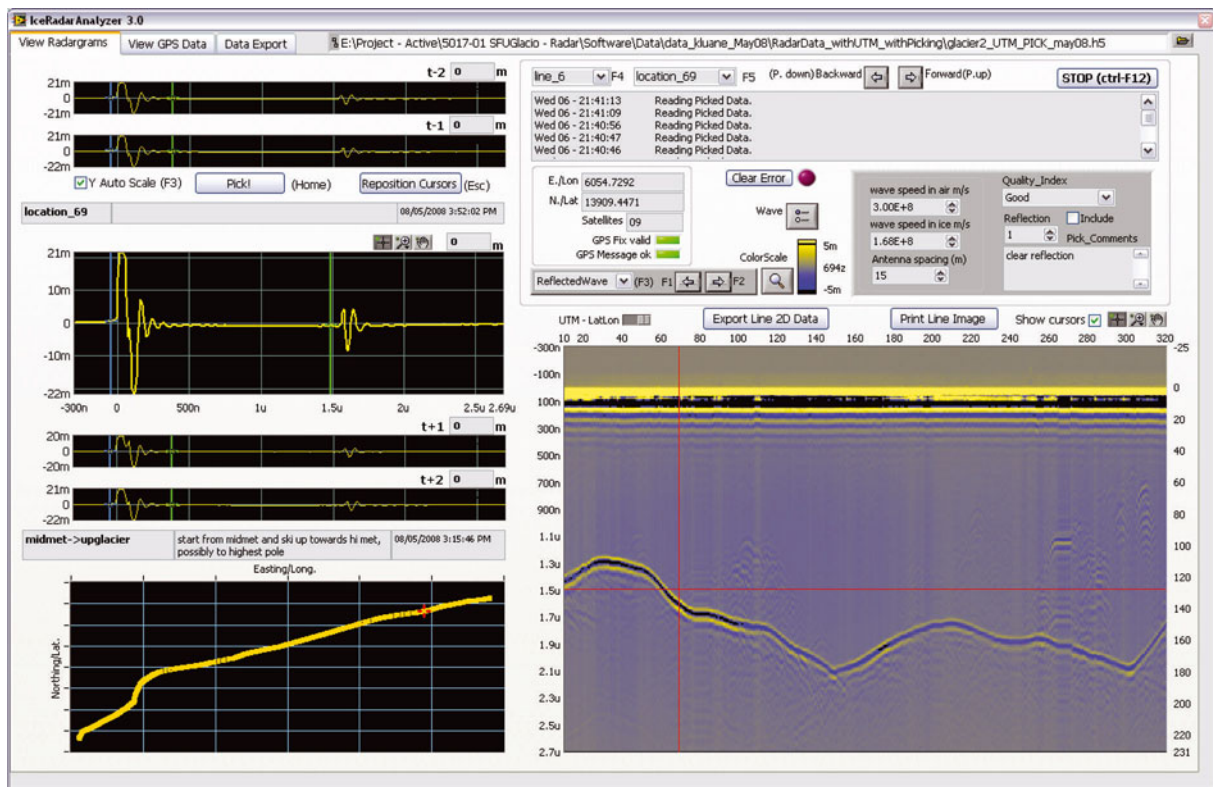 IceRadarAnalyzer 3.0
View Radargrams View GPS Data Data Export
E:\Project - Active\5017-01 SFUGlacio - Radar\Software\Data\data_kluane_May08\RadarData_withUTM_withPicking\glacier2_UTM_PICK_may08.h5
t-2 0 m
21m
0
-21m
t-1 0 m
21m
0
-22m
Y Auto Scale (F3) Pick! (Home) Reposition Cursors (Esc)
location_69 08/05/2008 3:52:02 PM
0 m
21m
10m
0
-10m
-22m
-300n 0 500n 1u 1.5u 2u 2.5u 2.69u
t+1 0 m
20m
0
-20m
t+2 0 m
21m
0
-22m
midmet->upglacier start from midmet and ski up towards hi met, 08/05/2008 3:15:46 PM
possibly to highest pole
Easting/Long.
Northing/Lat.
line_6 F4 location_69 F5 (P. down)Backward Forward(P.up) STOP (ctrl-F12)
Wed 06 - 21:41:13 Reading Picked Data.
Wed 06 - 21:41:09 Reading Picked Data.
Wed 06 - 21:40:56 Reading Picked Data.
Wed 06 - 21:40:47 Reading Picked Data.
Wed 06 - 21:40:46 Reading Picked Data.
E./Lon 6054.7292
N./Lat 13909.4471
Satellites 09
GPS Fix valid
GPS Message ok
ReflectedWave (F3) F1 F2
Clear Error
Wave
ColorScale
5m
694z
-5m
wave speed in air m/s
3.00E+8
wave speed in ice m/s
1.68E+8
Antenna spacing (m)
15
Quality_Index
Good
Reflection Include
1 Pick_Comments
clear reflection
UTM - LatLon Export Line 2D Data Print Line Image Show cursors
10 20 40 60 80 100 120 140 160 180 200 220 240 260 280 300 320
-300n -25
-100n
0
100n
20
300n
40
500n
60
700n
900n 80
1.1u 100
1.3u
120
1.5u
140
1.7u
160
1.9u
2.1u 180
2.3u 200
2.5u
220
2.7u 231